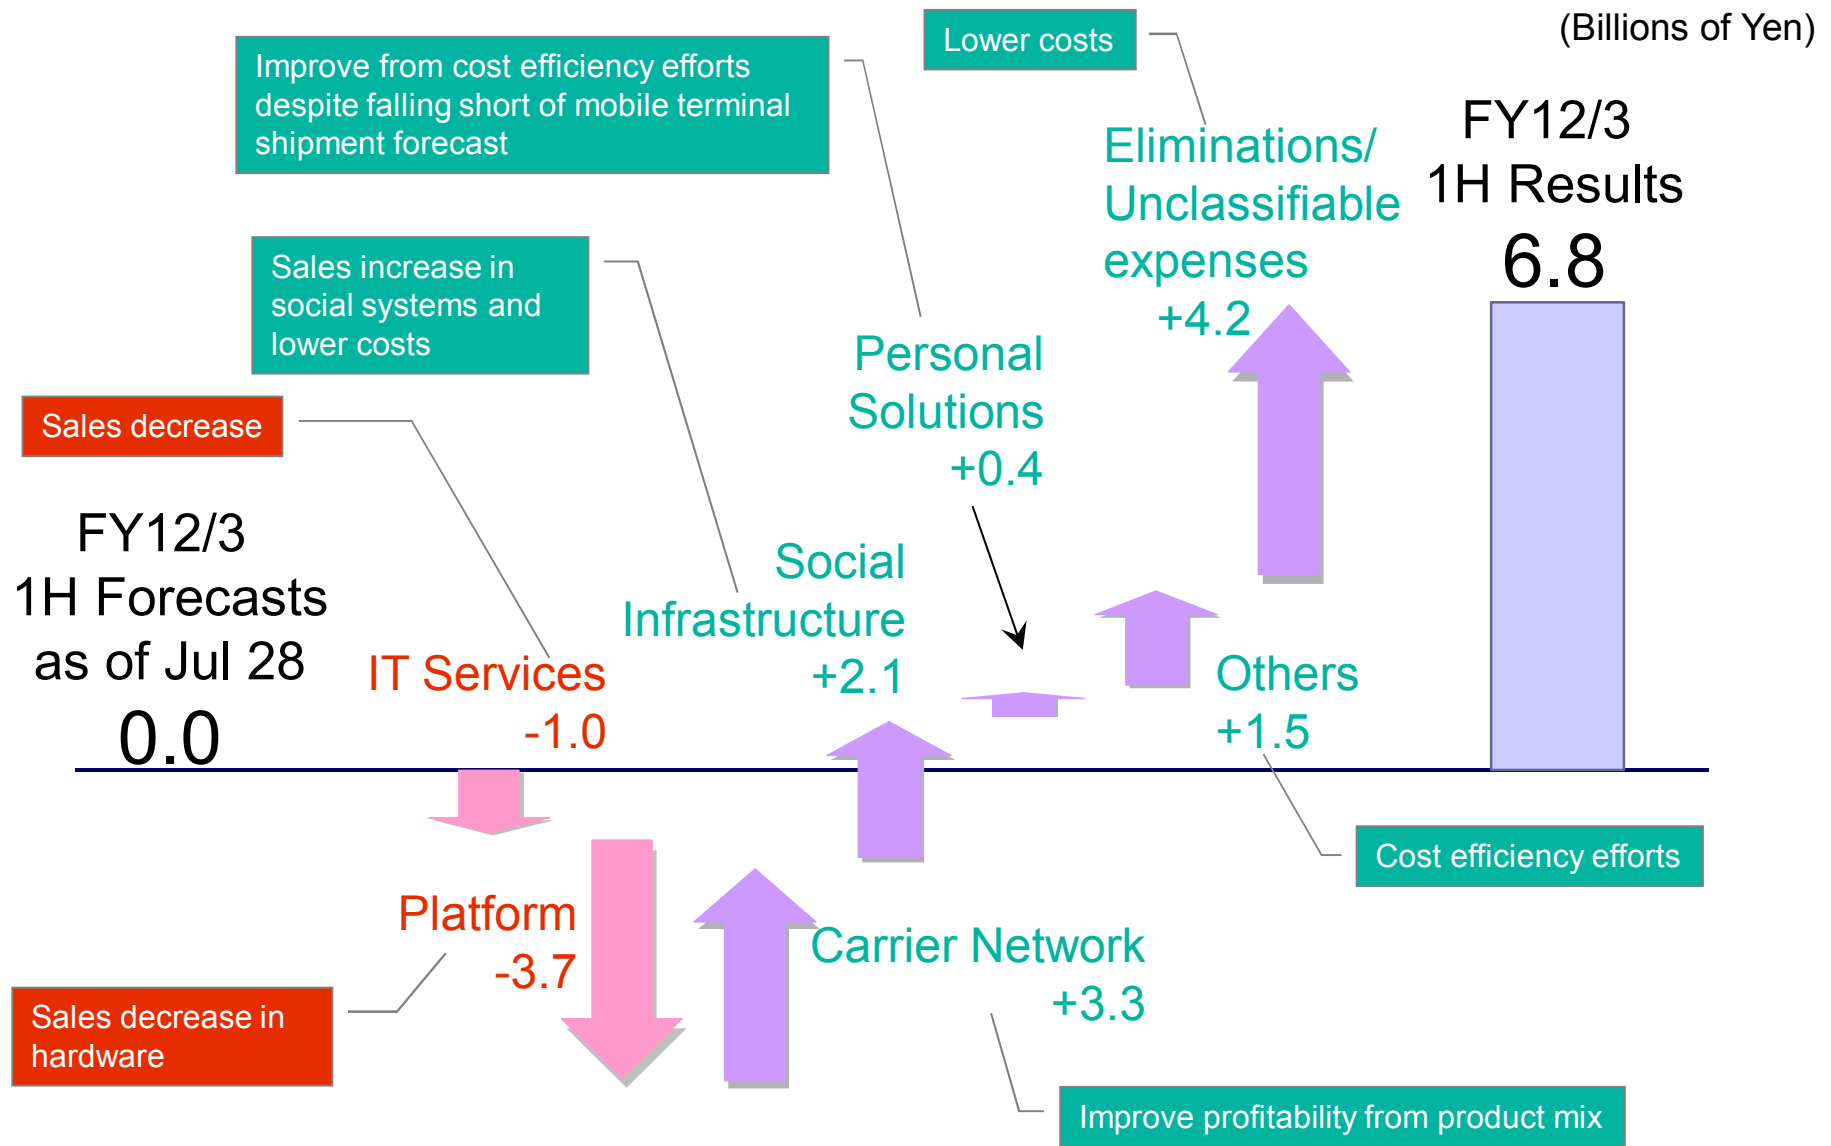 (Billions of Yen)
Lower costs
Improve from cost efficiency efforts
despite falling short of mobile terminal
shipment forecast
Eliminations/
Unclassifiable
expenses
+4.2
FY12/3
1H Results
6.8
Sales increase in
social systems and
lower costs
Personal
Solutions
+0.4
Sales decrease
FY12/3
1H Forecasts
as of Jul 28
0.0
IT Services
-1.0
Social
Infrastructure
+2.1
Others
+1.5
Cost efficiency efforts
Platform
-3.7
Carrier Network
+3.3
Sales decrease in
hardware
Improve profitability from product mix